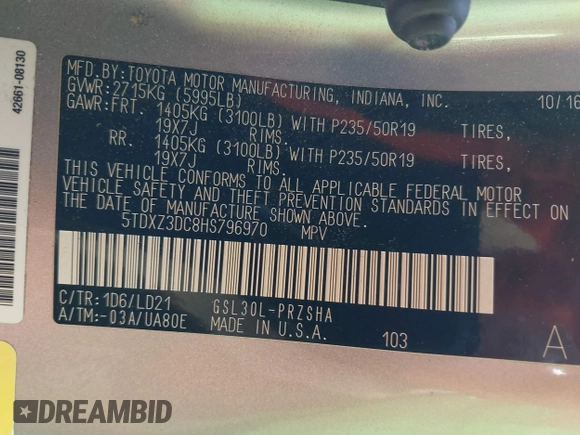 42661-08130
MFD.BY:TOYOTA MOTOR MANUFACTURING, INDIANA, INC. 10/16
GVWR:2715KG (5995LB)
GAWR:FRT. 1405KG (3100LB) WITH P235/50R19 TIRES,
19X7J RIMS.
RR. 1405KG (3100LB) WITH P235/50R19 TIRES,
19X7J RIMS.
THIS VEHICLE CONFORMS TO ALL APPLICABLE FEDERAL MOTOR
VEHICLE SAFETY AND THEFT PREVENTION STANDARDS IN EFFECT ON
THE DATE OF MANUFACTURE SHOWN ABOVE.
5TDXZ3DC8HS796970 MPV
C/TR:1D6/LD21 GSL30L-PRZSHA
A/TM:-03A/UA80E MADE IN U.S.A. 103 A
DREAMBID